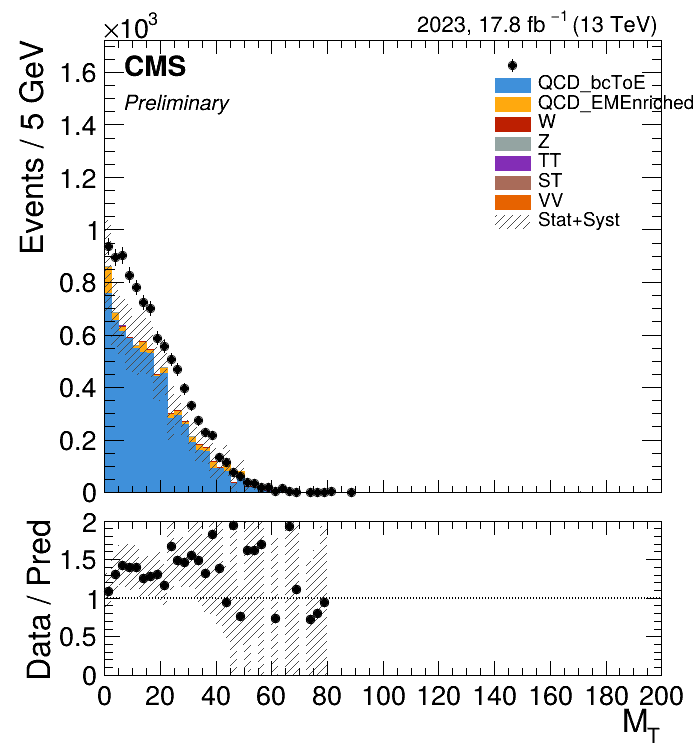 ×10³
2023, 17.8 fb⁻¹ (13 TeV)
Events / 5 GeV
CMS
Preliminary
QCD_bcToE
QCD_EMEnriched
W
Z
TT
ST
VV
Stat+Syst
1.6
1.4
1.2
1
0.8
0.6
0.4
0.2
0
Data / Pred
2
1.5
1
0.5
0
0 20 40 60 80 100 120 140 160 180 200
M_T